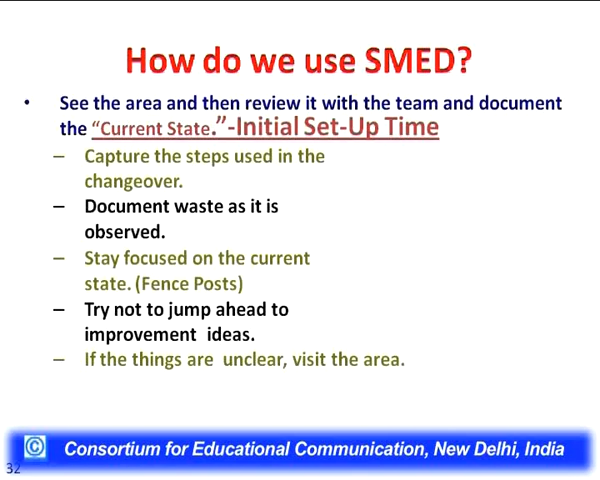 How do we use SMED?
• See the area and then review it with the team and document
the “Current State.”-Initial Set-Up Time
– Capture the steps used in the
changeover.
– Document waste as it is
observed.
– Stay focused on the current
state. (Fence Posts)
– Try not to jump ahead to
improvement ideas.
– If the things are unclear, visit the area.
© Consortium for Educational Communication, New Delhi, India
32